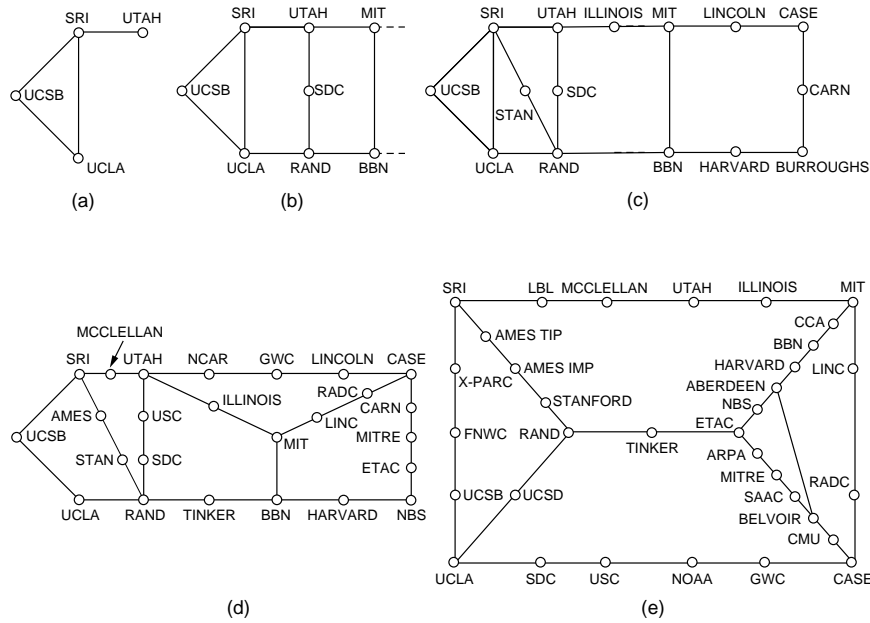 SRI UTAH
UCSB
UCLA
(a)
SRI UTAH MIT
UCSB SDC
UCLA RAND BBN
(b)
SRI UTAH ILLINOIS MIT LINCOLN CASE
UCSB SDC CARN
STAN
UCLA RAND BBN HARVARD BURROUGHS
(c)
MCCLELLAN
SRI UTAH NCAR GWC LINCOLN CASE
RADC
ILLINOIS CARN
AMES USC LINC
UCSB MIT MITRE
STAN SDC ETAC
UCLA RAND TINKER BBN HARVARD NBS
(d)
SRI LBL MCCLELLAN UTAH ILLINOIS MIT
CCA
AMES TIP BBN
AMES IMP HARVARD LINC
X-PARC ABERDEEN
STANFORD NBS
FNWC RAND ETAC
TINKER
ARPA
MITRE
UCSB UCSD SAAC RADC
BELVOIR
CMU
UCLA SDC USC NOAA GWC CASE
(e)